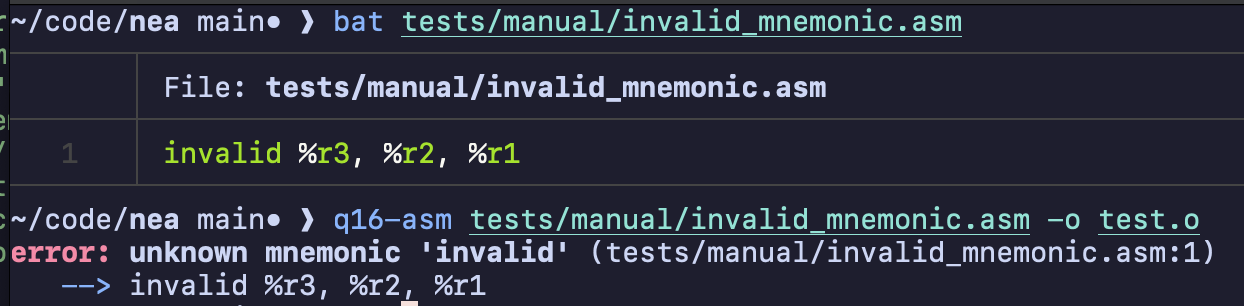 ~/code/nea main• ❯ bat tests/manual/invalid_mnemonic.asm
File: tests/manual/invalid_mnemonic.asm
1 invalid %r3, %r2, %r1
~/code/nea main• ❯ q16-asm tests/manual/invalid_mnemonic.asm -o test.o
error: unknown mnemonic 'invalid' (tests/manual/invalid_mnemonic.asm:1)
--> invalid %r3, %r2, %r1